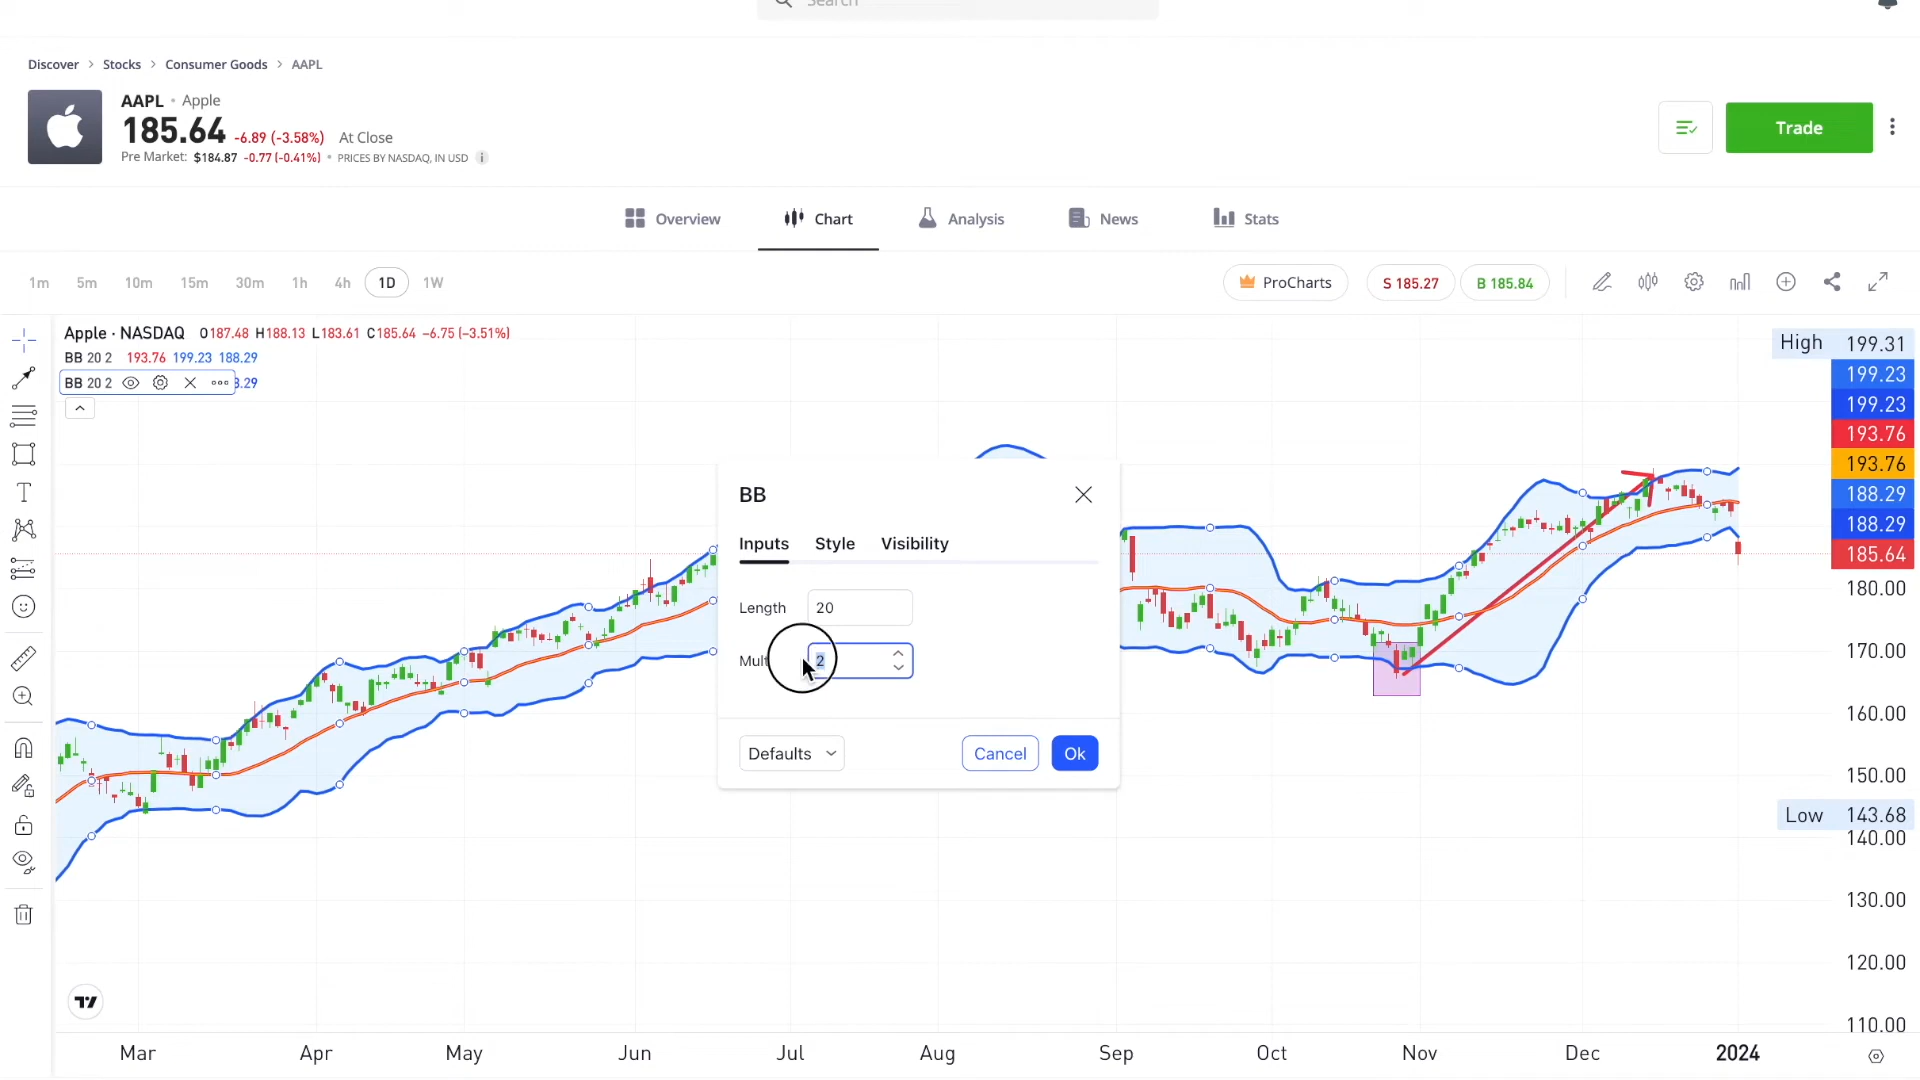 Search
Discover > Stocks > Consumer Goods > AAPL
AAPL • Apple
185.64 -6.89 (-3.58%) At Close
Pre Market: $184.87 -0.77 (-0.41%) • PRICES BY NASDAQ, IN USD i
Trade
Overview Chart Analysis News Stats
1m 5m 10m 15m 30m 1h 4h 1D 1W
ProCharts S 185.27 B 185.84
Apple · NASDAQ O187.48 H188.13 L183.61 C185.64 −6.75 (−3.51%)
BB 20 2 193.76 199.23 188.29
BB 20 2 8.29
High 199.31
199.23
199.23
193.76
193.76
188.29
188.29
185.64
180.00
170.00
160.00
150.00
Low 143.68
140.00
130.00
120.00
110.00
BB
Inputs Style Visibility
Length 20
Mult 2
Defaults Cancel Ok
Mar Apr May Jun Jul Aug Sep Oct Nov Dec 2024